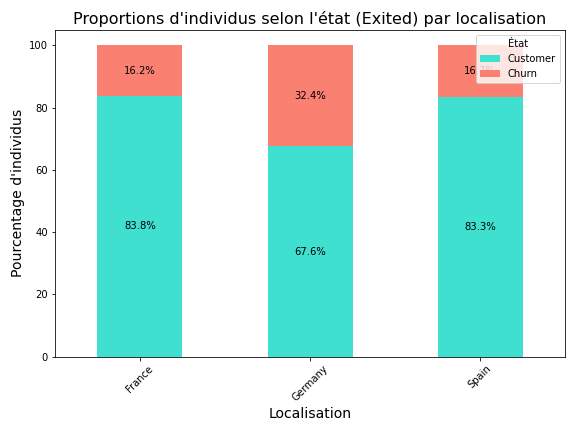 Proportions d'individus selon l'état (Exited) par localisation
État
Customer
Churn
Pourcentage d'individus
100
80
60
40
20
0
16.2%
32.4%
83.8%
67.6%
83.3%
France
Germany
Spain
Localisation